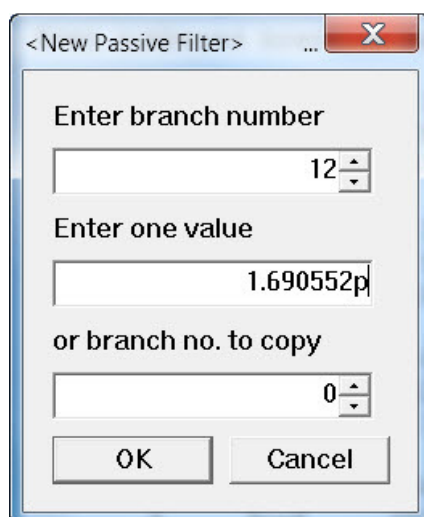 <New Passive Filter> ...
Enter branch number
12
Enter one value
1.690552p
or branch no. to copy
0
OK Cancel